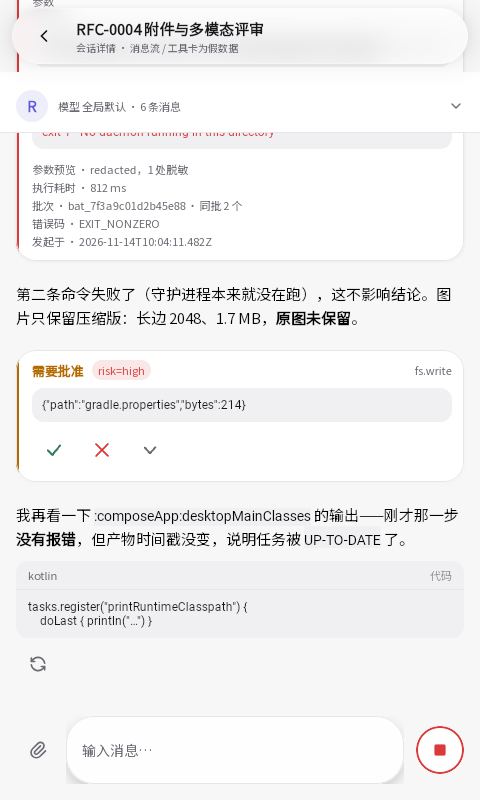 参数
RFC-0004 附件与多模态评审
会话详情 · 消息流 / 工具卡为假数据
R
模型 全局默认 · 6 条消息
参数预览 · redacted，1 处脱敏
执行耗时 · 812 ms
批次 · bat_7f3a9c01d2b45e88 · 同批 2 个
错误码 · EXIT_NONZERO
发起于 · 2026-11-14T10:04:11.482Z
第二条命令失败了（守护进程本来就没在跑），这不影响结论。图
片只保留压缩版：长边 2048、1.7 MB，原图未保留。
需要批准 risk=high fs.write
{"path":"gradle.properties","bytes":214}
我再看一下 :composeApp:desktopMainClasses 的输出——刚才那一步
没有报错，但产物时间戳没变，说明任务被 UP-TO-DATE 了。
kotlin 代码
tasks.register("printRuntimeClasspath") {
doLast { println("…") }
输入消息…